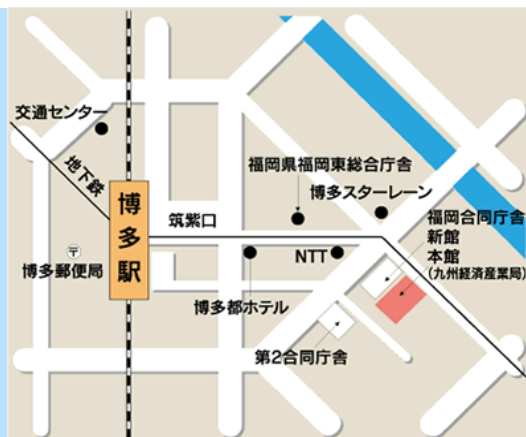 交通センター
地下鉄
博多駅
〒
博多郵便局
筑紫口
福岡県福岡東総合庁舎
博多スターレーン
福岡合同庁舎
新館
本館
(九州経済産業局)
NTT
博多都ホテル
第2合同庁舎